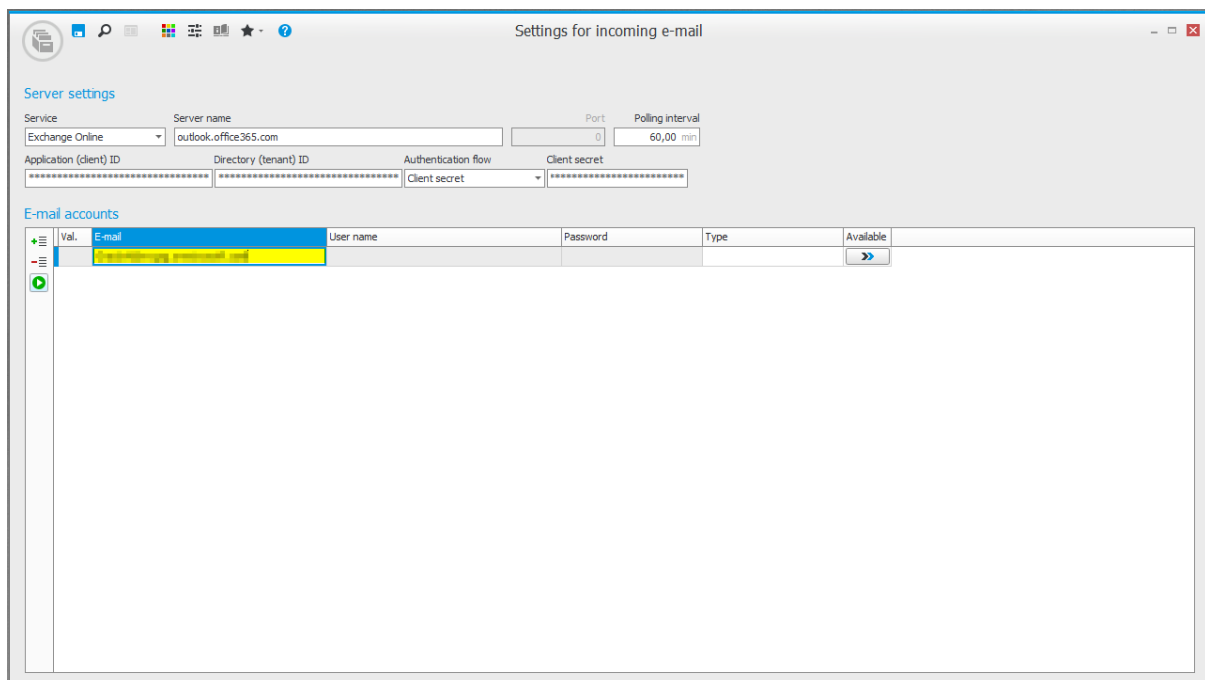 Settings for incoming e-mail
Server settings
Service Server name Port Polling interval
Exchange Online outlook.office365.com 0 60,00 min
Application (client) ID Directory (tenant) ID Authentication flow Client secret
******************************** ******************************** Client secret ************************
E-mail accounts
Val. E-mail User name Password Type Available